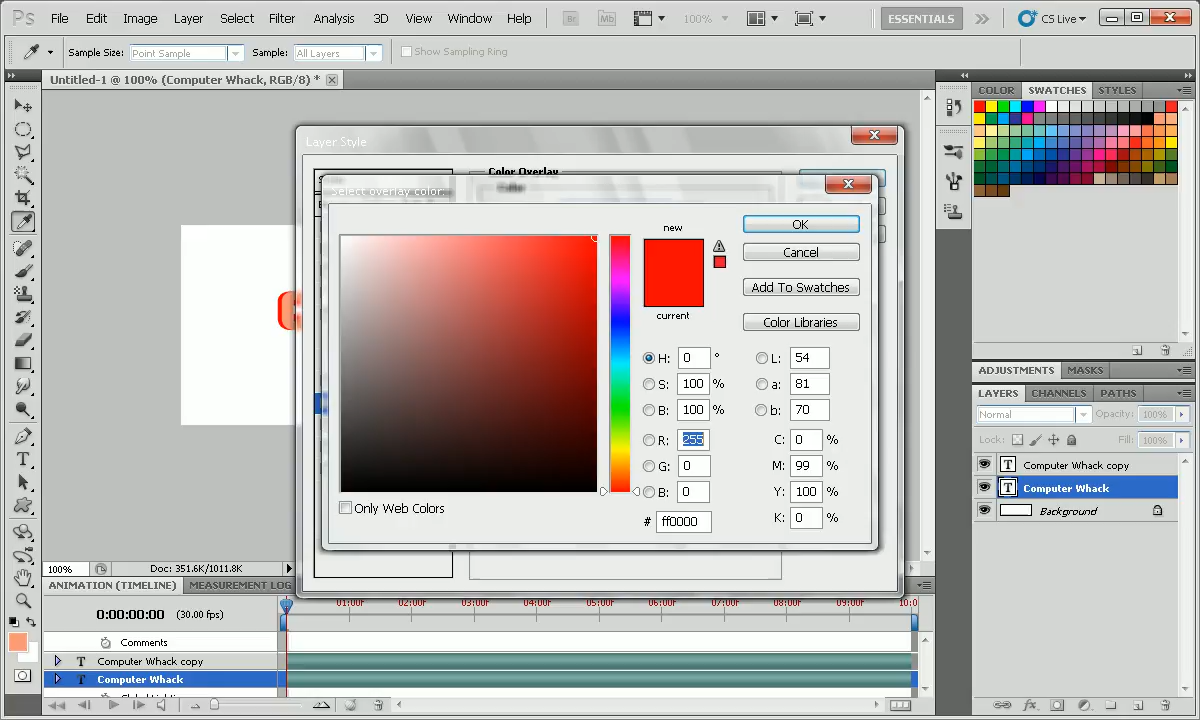 Ps File Edit Image Layer Select Filter Analysis 3D View Window Help Br Mb 100% ESSENTIALS CS Live
Sample Size: Point Sample Sample: All Layers Show Sampling Ring
Untitled-1 @ 100% (Computer Whack, RGB/8) *
COLOR SWATCHES STYLES
Layer Style
Color Overlay
Color
Select overlay color:
new
current
OK
Cancel
Add To Swatches
Color Libraries
H: 0 ° L: 54
S: 100 % a: 81
B: 100 % b: 70
R: 255 C: 0 %
G: 0 M: 99 %
B: 0 Y: 100 %
# ff0000 K: 0 %
Only Web Colors
ADJUSTMENTS MASKS
LAYERS CHANNELS PATHS
Normal Opacity: 100%
Lock: Fill: 100%
T Computer Whack copy
T Computer Whack
Background
100% Doc: 351.6K/1011.8K
ANIMATION (TIMELINE) MEASUREMENT LOG
0:00:00:00 (30.00 fps)
01:00f 02:00f 03:00f 04:00f 05:00f 06:00f 07:00f 08:00f 09:00f 10:0
Comments
T Computer Whack copy
T Computer Whack
fx